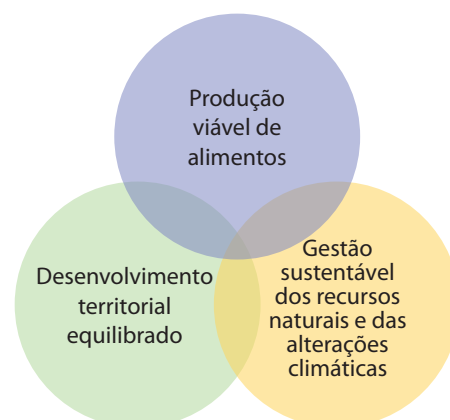 Produção
viável de
alimentos
Desenvolvimento
territorial
equilibrado
Gestão
sustentável
dos recursos
naturais e das
alterações
climáticas